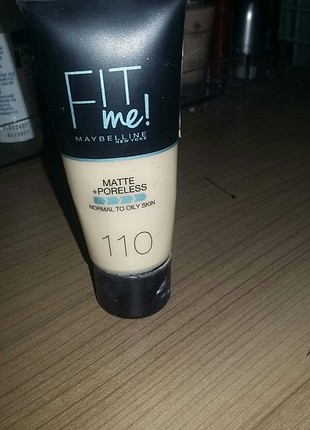 FIT
me!
MAYBELLINE
NEW YORK
MATTE
+PORELESS
NORMAL TO OILY SKIN
110